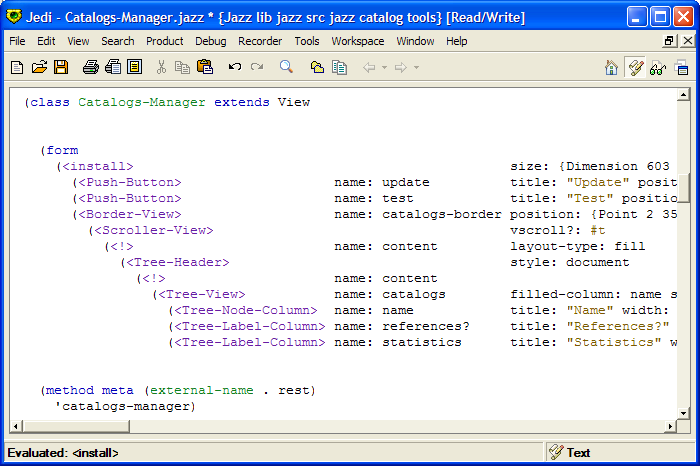 Jedi - Catalogs-Manager.jazz * {Jazz lib jazz src jazz catalog tools} [Read/Write]
File Edit View Search Product Debug Recorder Tools Workspace Window Help
(class Catalogs-Manager extends View
(form
(<install> size: {Dimension 603
(<Push-Button> name: update title: "Update" posit
(<Push-Button> name: test title: "Test" positio
(<Border-View> name: catalogs-border position: {Point 2 35
(<Scroller-View> vscroll?: #t
(<!> name: content layout-type: fill
(<Tree-Header> style: document
(<!> name: content
(<Tree-View> name: catalogs filled-column: name s
(<Tree-Node-Column> name: name title: "Name" width:
(<Tree-Label-Column> name: references? title: "References?"
(<Tree-Label-Column> name: statistics title: "Statistics" w
(method meta (external-name . rest)
'catalogs-manager)
Evaluated: <install> Text